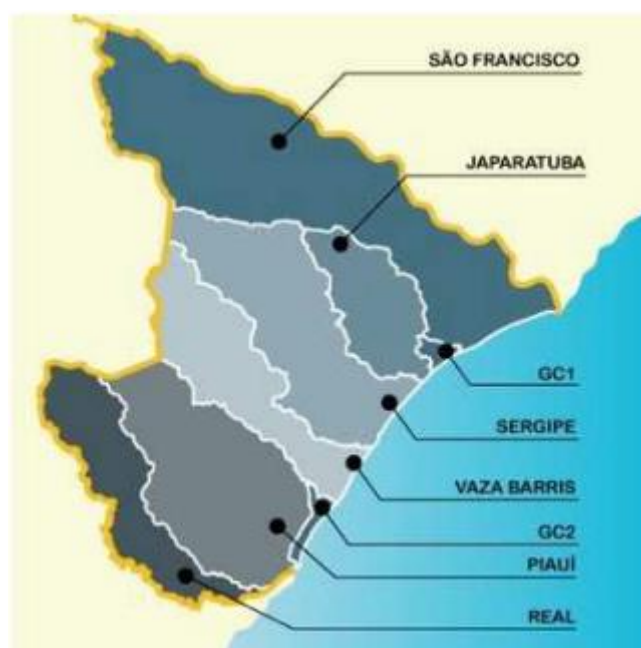 SÃO FRANCISCO
JAPARATUBA
GC1
SERGIPE
VAZA BARRIS
GC2
PIAUÍ
REAL